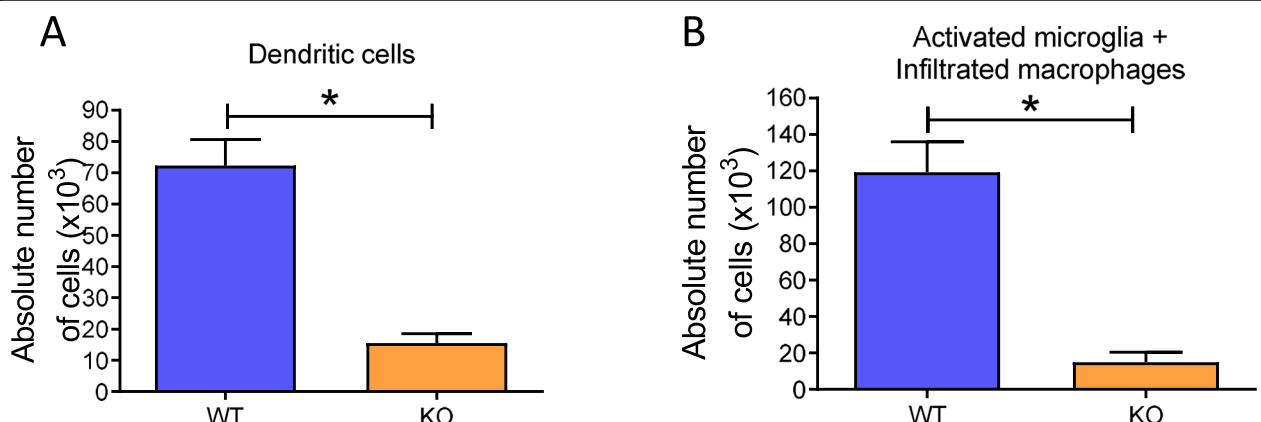 A
Dendritic cells
*
90
80
70
60
50
40
30
20
10
0
Absolute number
of cells (x10³)
WT
KO
B
Activated microglia +
Infiltrated macrophages
*
160
140
120
100
80
60
40
20
0
Absolute number
of cells (x10³)
WT
KO